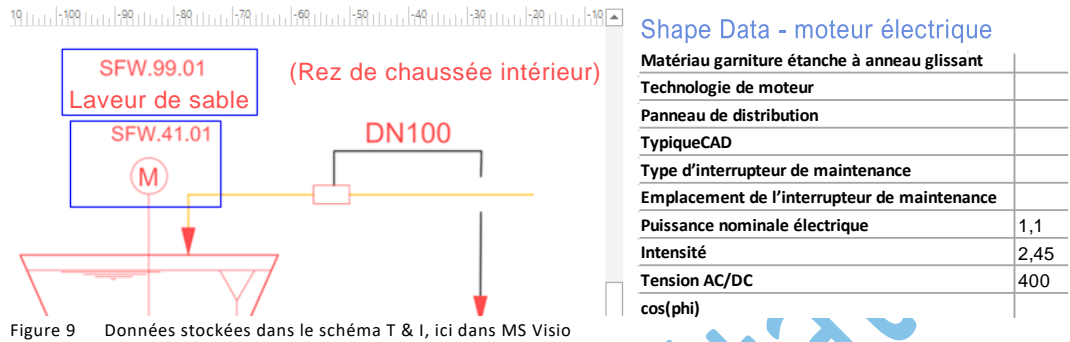 10 -100 -90 -80 -70 -60 -50 -40 -30 -20 -10
SFW.99.01
Laveur de sable
(Rez de chaussée intérieur)
SFW.41.01
DN100
M
Shape Data - moteur électrique
Matériau garniture étanche à anneau glissant
Technologie de moteur
Panneau de distribution
TypiqueCAD
Type d’interrupteur de maintenance
Emplacement de l’interrupteur de maintenance
Puissance nominale électrique 1,1
Intensité 2,45
Tension AC/DC 400
cos(phi)
Figure 9 Données stockées dans le schéma T & I, ici dans MS Visio